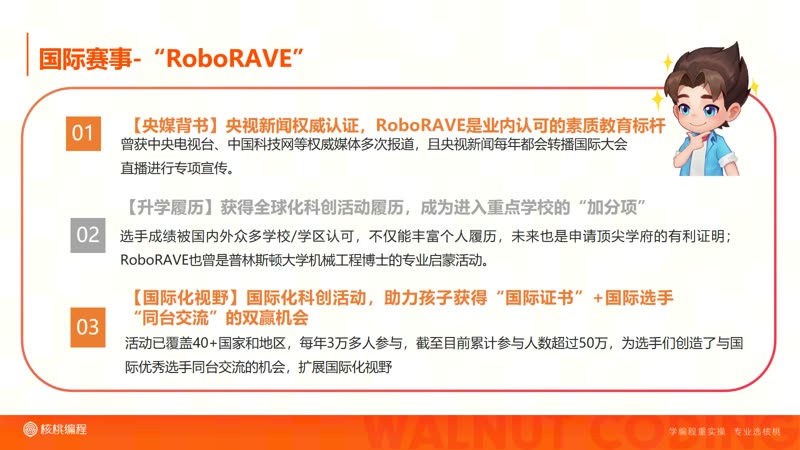 国际赛事-“RoboRAVE”
01
【央媒背书】央视新闻权威认证，RoboRAVE是业内认可的素质教育标杆
曾获中央电视台、中国科技网等权威媒体多次报道，且央视新闻每年都会转播国际大会
直播进行专项宣传。
02
【升学履历】获得全球化科创活动履历，成为进入重点学校的“加分项”
选手成绩被国内外众多学校/学区认可，不仅能丰富个人履历，未来也是申请顶尖学府的有利证明；
RoboRAVE也曾是普林斯顿大学机械工程博士的专业启蒙活动。
03
【国际化视野】国际化科创活动，助力孩子获得“国际证书”+国际选手
“同台交流”的双赢机会
活动已覆盖40+国家和地区，每年3万多人参与，截至目前累计参与人数超过50万，为选手们创造了与国
际优秀选手同台交流的机会，扩展国际化视野
核桃编程
WALNUT CODING
学编程重实操 专业选核桃